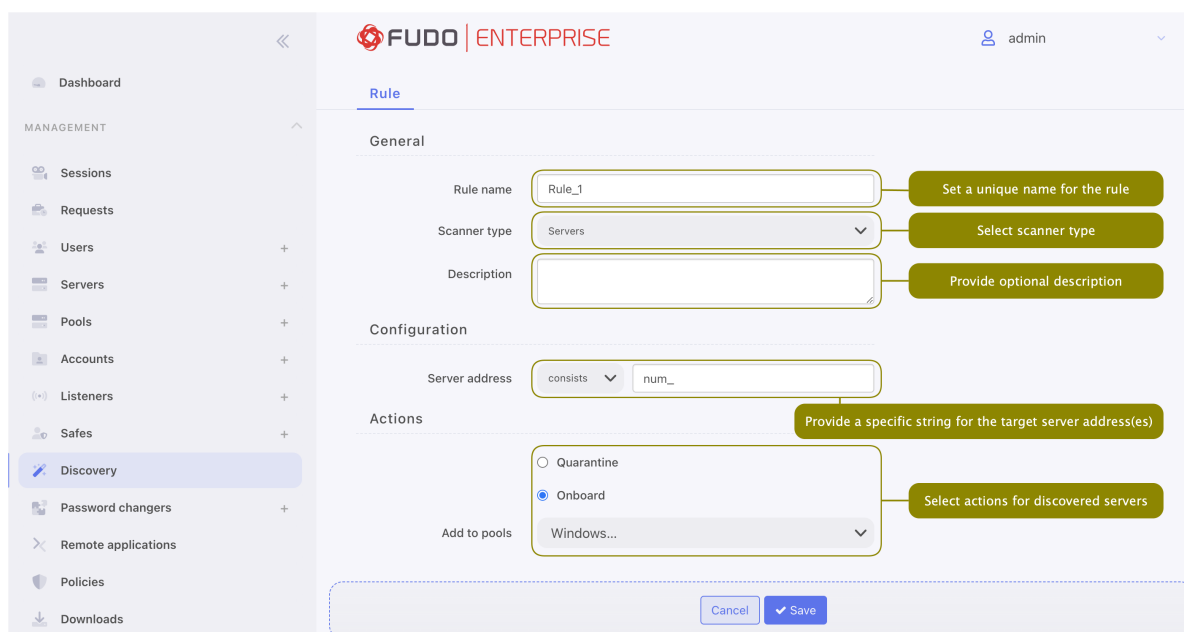 FUDO ENTERPRISE
admin
Dashboard
MANAGEMENT
Sessions
Requests
Users +
Servers +
Pools +
Accounts +
Listeners +
Safes +
Discovery
Password changers +
Remote applications
Policies
Downloads
Rule
General
Rule name Rule_1 Set a unique name for the rule
Scanner type Servers Select scanner type
Description Provide optional description
Configuration
Server address consists num_
Provide a specific string for the target server address(es)
Actions
Quarantine
Onboard Select actions for discovered servers
Add to pools Windows...
Cancel Save